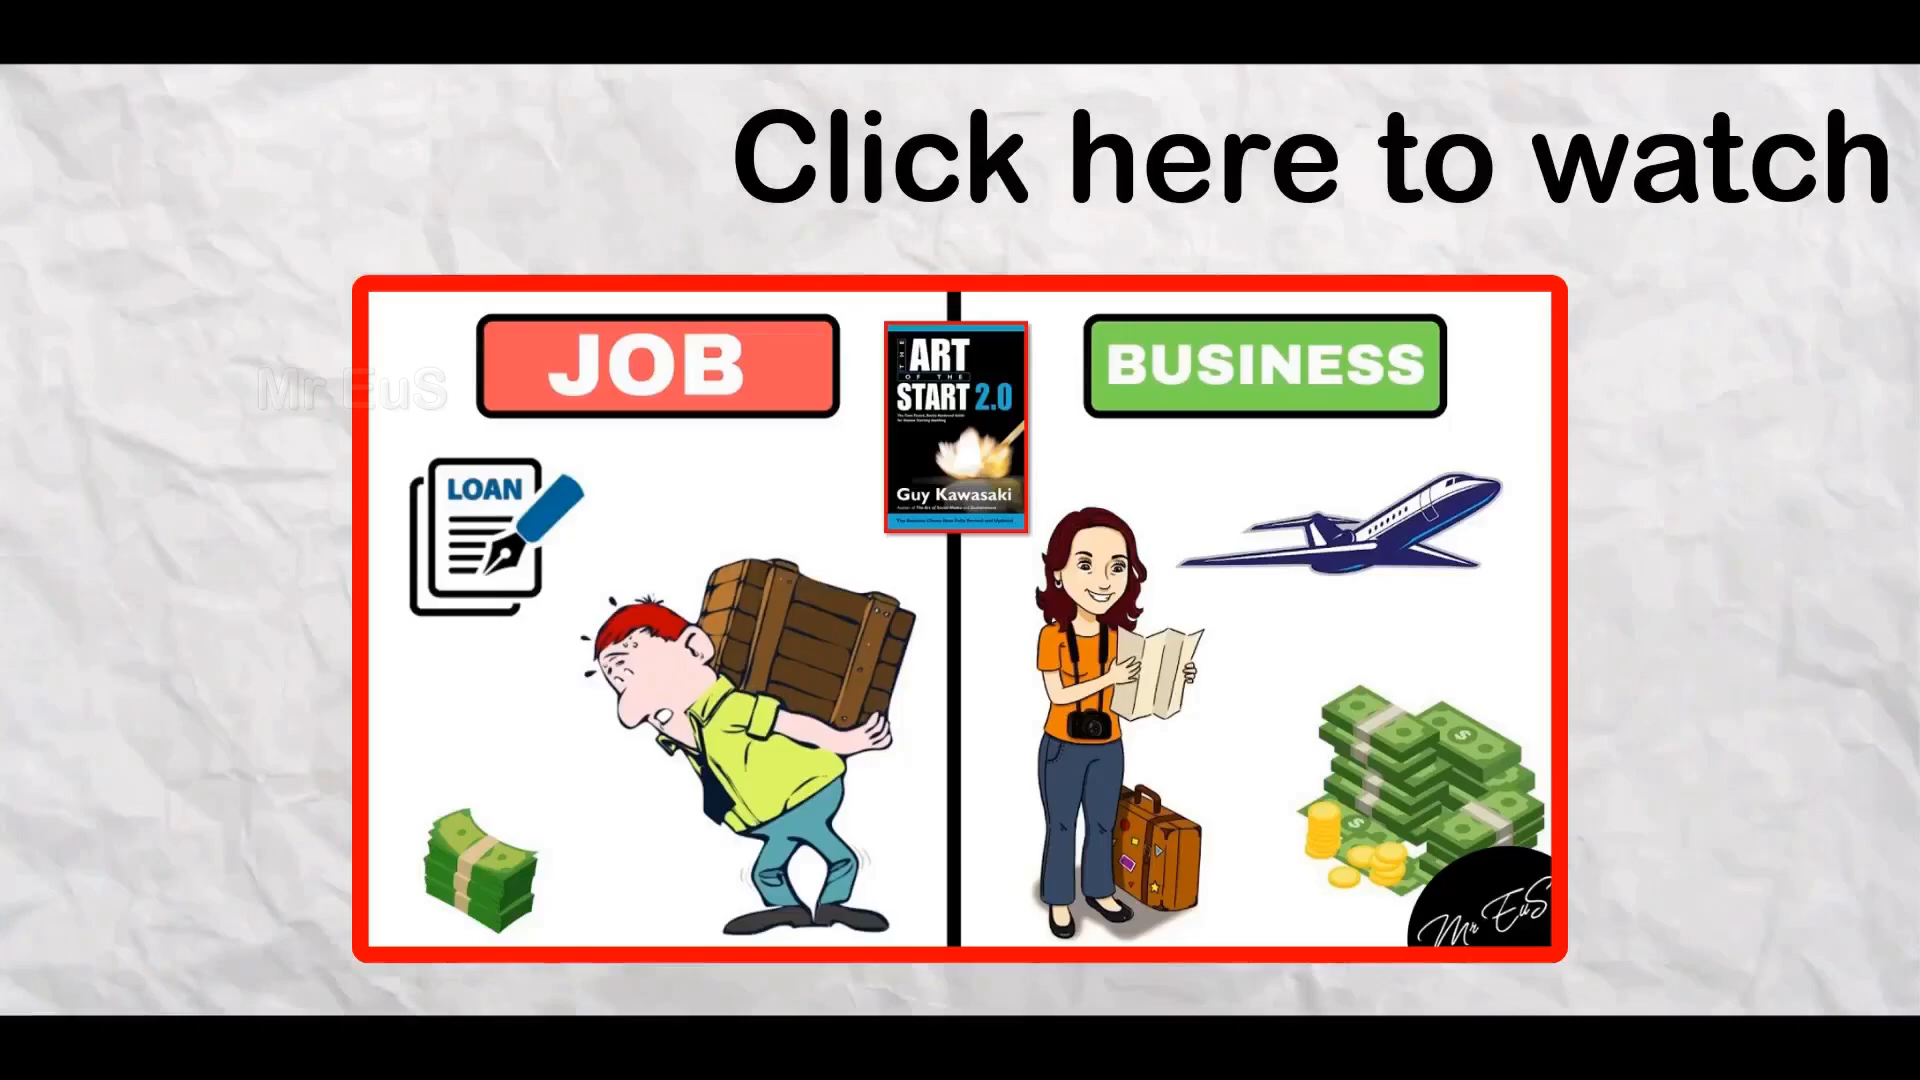 Click here to watch
JOB
Mr EuS
THE
ART
OF THE
START 2.0
Guy Kawasaki
BUSINESS
LOAN
Mr EuS